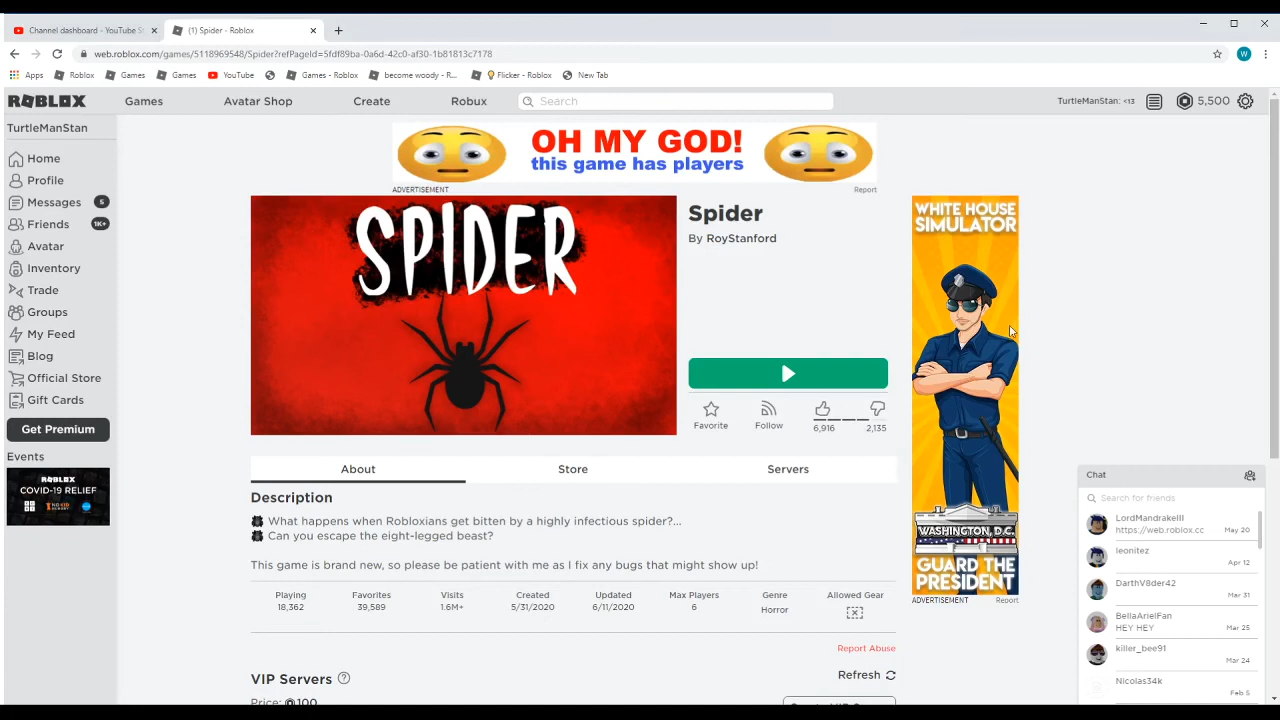 Channel dashboard - YouTube S
(1) Spider - Roblox
web.roblox.com/games/5118969548/Spider?refPageId=5fdf89ba-0a6d-42c0-af30-1b81813c7178
W
Apps
Roblox
Games
Games
YouTube
Games - Roblox
become woody - R...
Flicker - Roblox
New Tab
ROBLOX
Games
Avatar Shop
Create
Robux
Search
TurtleManStan: <13
5,500
TurtleManStan
Home
Profile
Messages
5
Friends
1K+
Avatar
Inventory
Trade
Groups
My Feed
Blog
Official Store
Gift Cards
Get Premium
Events
ROBLOX
COVID-19 RELIEF
OH MY GOD!
this game has players
ADVERTISEMENT
Report
SPIDER
Spider
By RoyStanford
Favorite
Follow
6,916
2,135
WHITE HOUSE
SIMULATOR
WASHINGTON, D.C.
GUARD THE
PRESIDENT
ADVERTISEMENT
Report
About
Store
Servers
Description
What happens when Robloxians get bitten by a highly infectious spider?...
Can you escape the eight-legged beast?
This game is brand new, so please be patient with me as I fix any bugs that might show up!
Playing
Favorites
Visits
Created
Updated
Max Players
Genre
Allowed Gear
18,362
39,589
1.6M+
5/31/2020
6/11/2020
6
Horror
Report Abuse
VIP Servers
Refresh
Price: 100
Chat
Search for friends
LordMandrakeIII
https://web.roblox.cc
May 20
leonitez
Apr 12
DarthV8der42
Mar 31
BellaArielFan
HEY HEY
Mar 25
killer_bee91
Mar 24
Nicolas34k
Feb 5